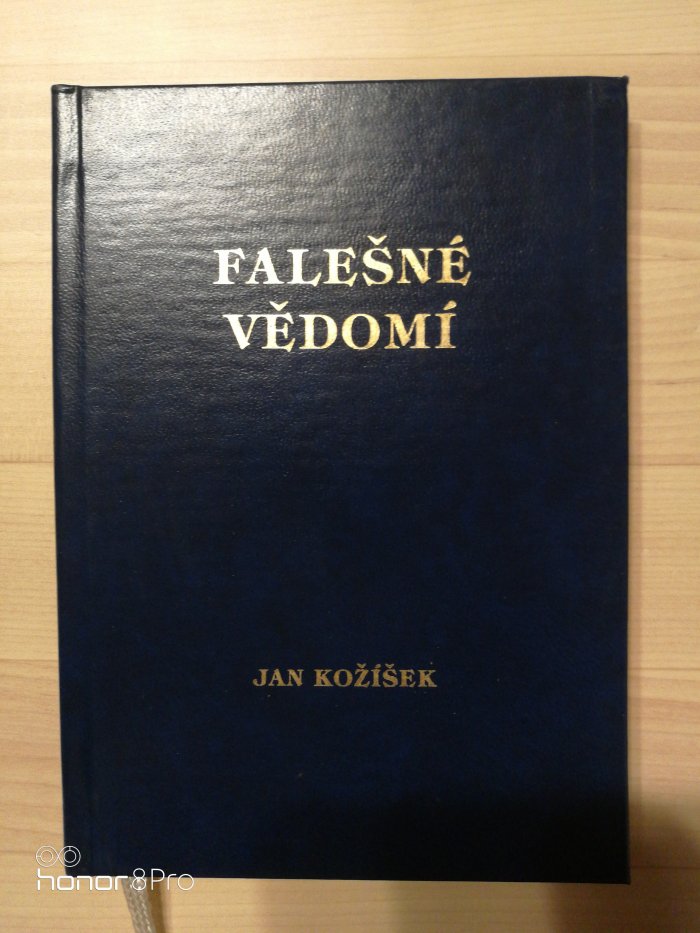 FALEŠNÉ
VĚDOMÍ
JAN KOŽÍŠEK
honor 8Pro